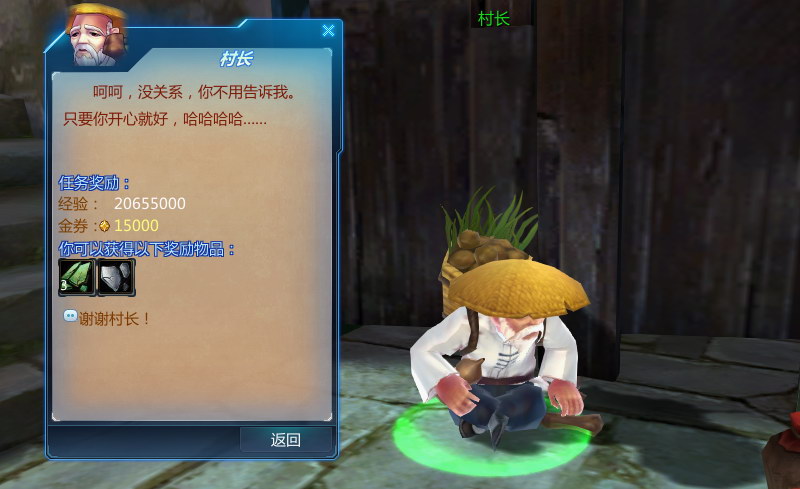 村长
村长
呵呵，没关系，你不用告诉我。
只要你开心就好，哈哈哈哈......
任务奖励：
经验： 20655000
金券： 15000
你可以获得以下奖励物品：
3
谢谢村长！
返回